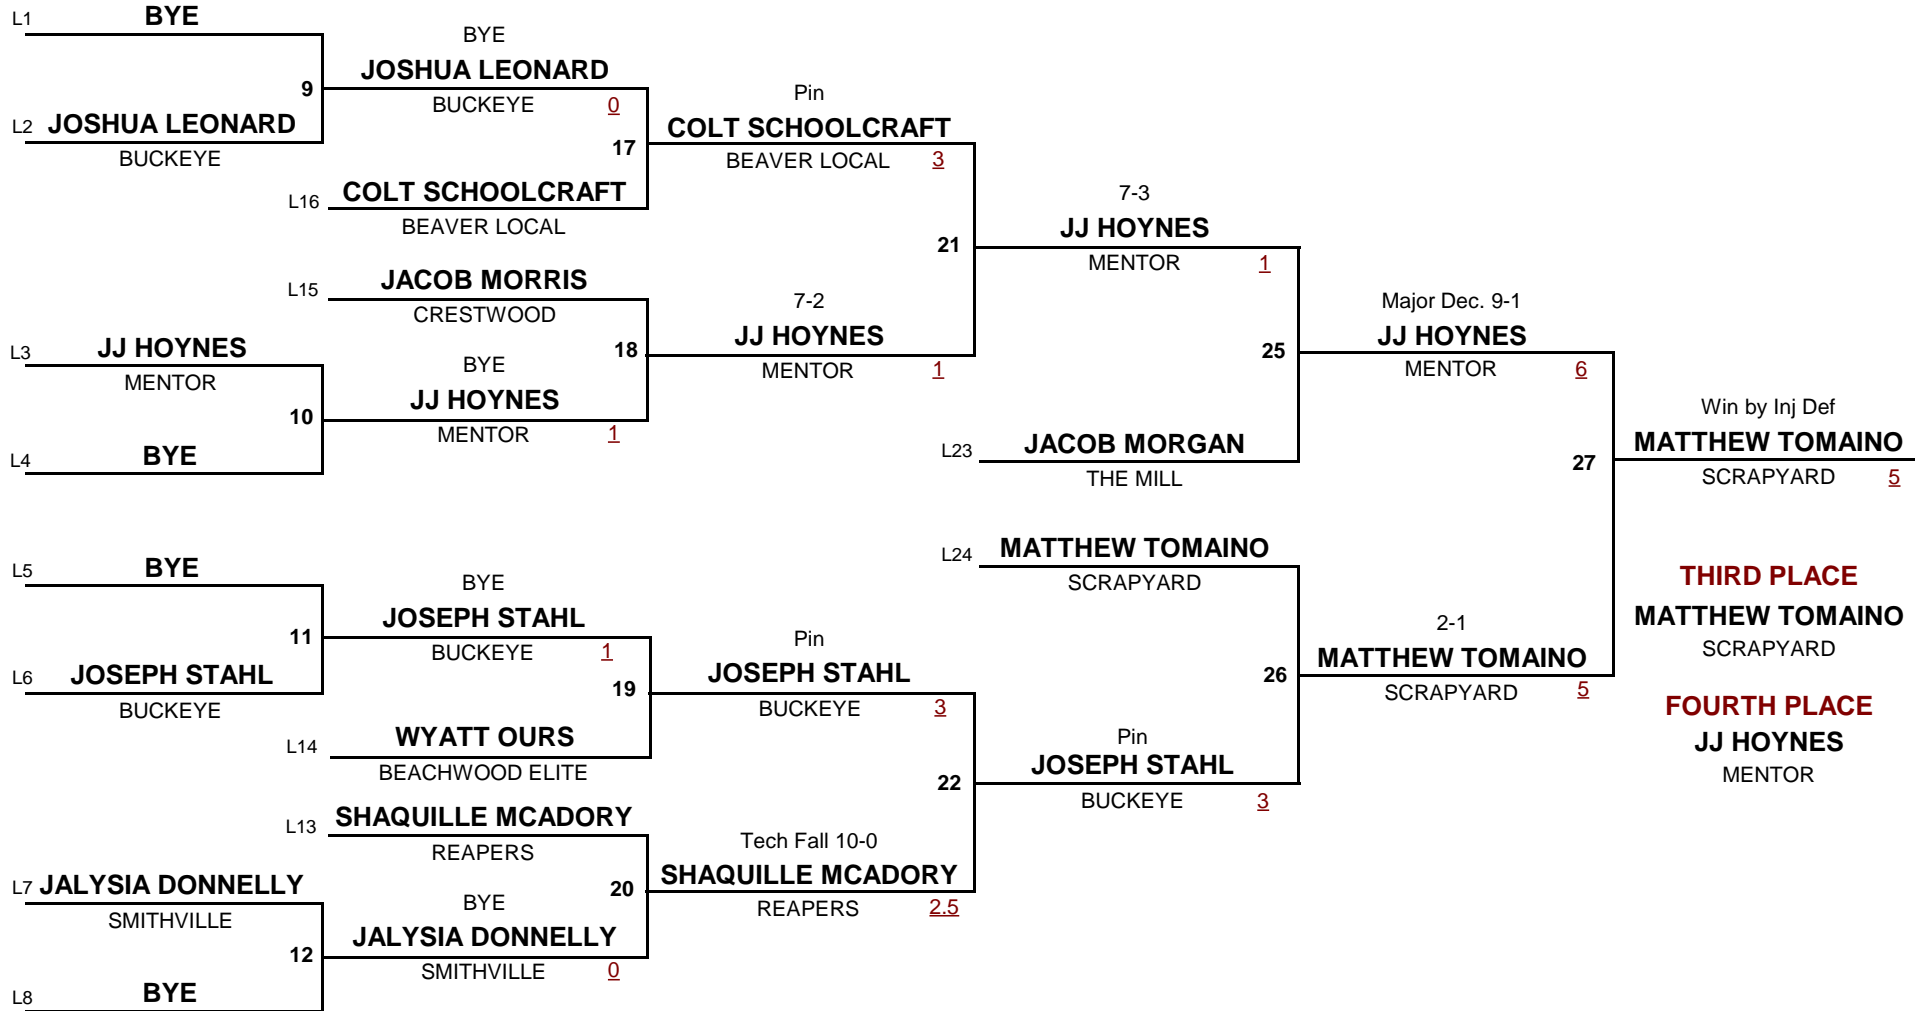 L1 BYE
BYE
JOSHUA LEONARD
9
BUCKEYE 0
L2 JOSHUA LEONARD
BUCKEYE
17
Pin
COLT SCHOOLCRAFT
BEAVER LOCAL 3
L16 COLT SCHOOLCRAFT
BEAVER LOCAL
21
7-3
JJ HOYNES
MENTOR 1
L15 JACOB MORRIS
CRESTWOOD
18
7-2
JJ HOYNES
MENTOR 1
L3 JJ HOYNES
MENTOR
BYE
JJ HOYNES
10
MENTOR 1
L4 BYE
25
Major Dec. 9-1
JJ HOYNES
MENTOR 6
L23 JACOB MORGAN
THE MILL
27
Win by Inj Def
MATTHEW TOMAINO
SCRAPYARD 5
L5 BYE
BYE
JOSEPH STAHL
11
BUCKEYE 1
L6 JOSEPH STAHL
BUCKEYE
19
Pin
JOSEPH STAHL
BUCKEYE 3
L14 WYATT OURS
BEACHWOOD ELITE
L24 MATTHEW TOMAINO
SCRAPYARD
26
2-1
MATTHEW TOMAINO
SCRAPYARD 5
22
Pin
JOSEPH STAHL
BUCKEYE 3
L13 SHAQUILLE MCADORY
REAPERS
20
Tech Fall 10-0
SHAQUILLE MCADORY
REAPERS 2.5
L7 JALYSIA DONNELLY
SMITHVILLE
BYE
JALYSIA DONNELLY
12
SMITHVILLE 0
L8 BYE
THIRD PLACE
MATTHEW TOMAINO
SCRAPYARD
FOURTH PLACE
JJ HOYNES
MENTOR